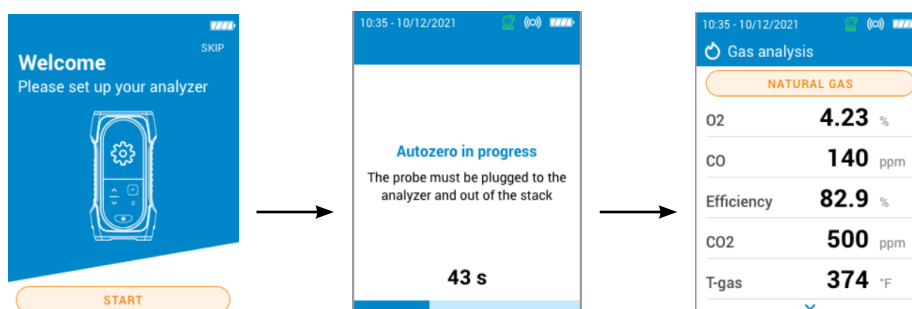 SKIP
Welcome
Please set up your analyzer
START
10:35 - 10/12/2021
Autozero in progress
The probe must be plugged to the
analyzer and out of the stack
43 s
10:35 - 10/12/2021
Gas analysis
NATURAL GAS
O2 4.23 %
CO 140 ppm
Efficiency 82.9 %
CO2 500 ppm
T-gas 374 °F